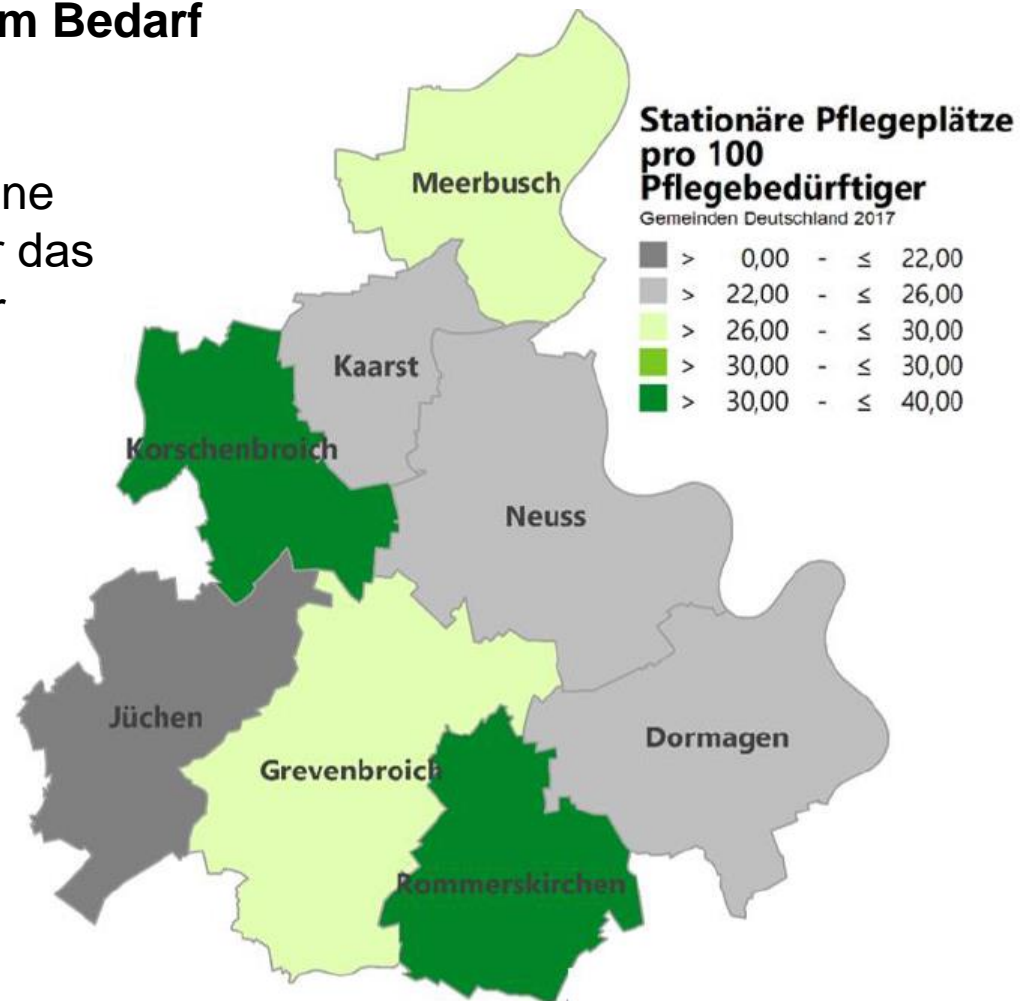 m Bedarf
ne
r das
Stationäre Pflegeplätze
pro 100
Pflegebedürftiger
Gemeinden Deutschland 2017
> 0,00 - ≤ 22,00
> 22,00 - ≤ 26,00
> 26,00 - ≤ 30,00
> 30,00 - ≤ 30,00
> 30,00 - ≤ 40,00
Meerbusch
Kaarst
Korschenbroich
Neuss
Jüchen
Dormagen
Grevenbroich
Rommerskirchen